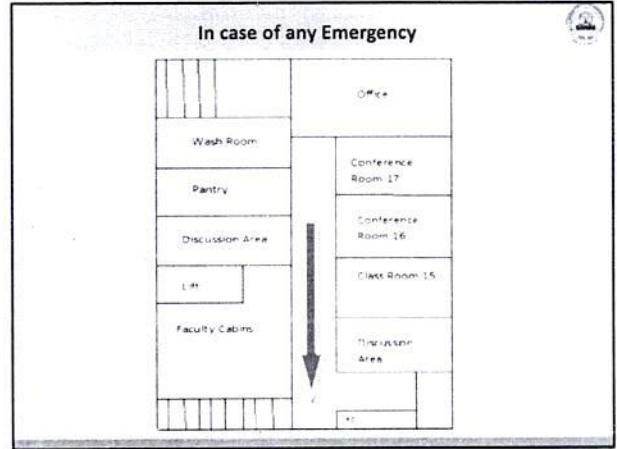 In case of any Emergency
Office
Wash Room
Conference
Room 17
Pantry
Conference
Room 16
Discussion Area
Class Room 15
Lift
Faculty Cabins
Discussion
Area